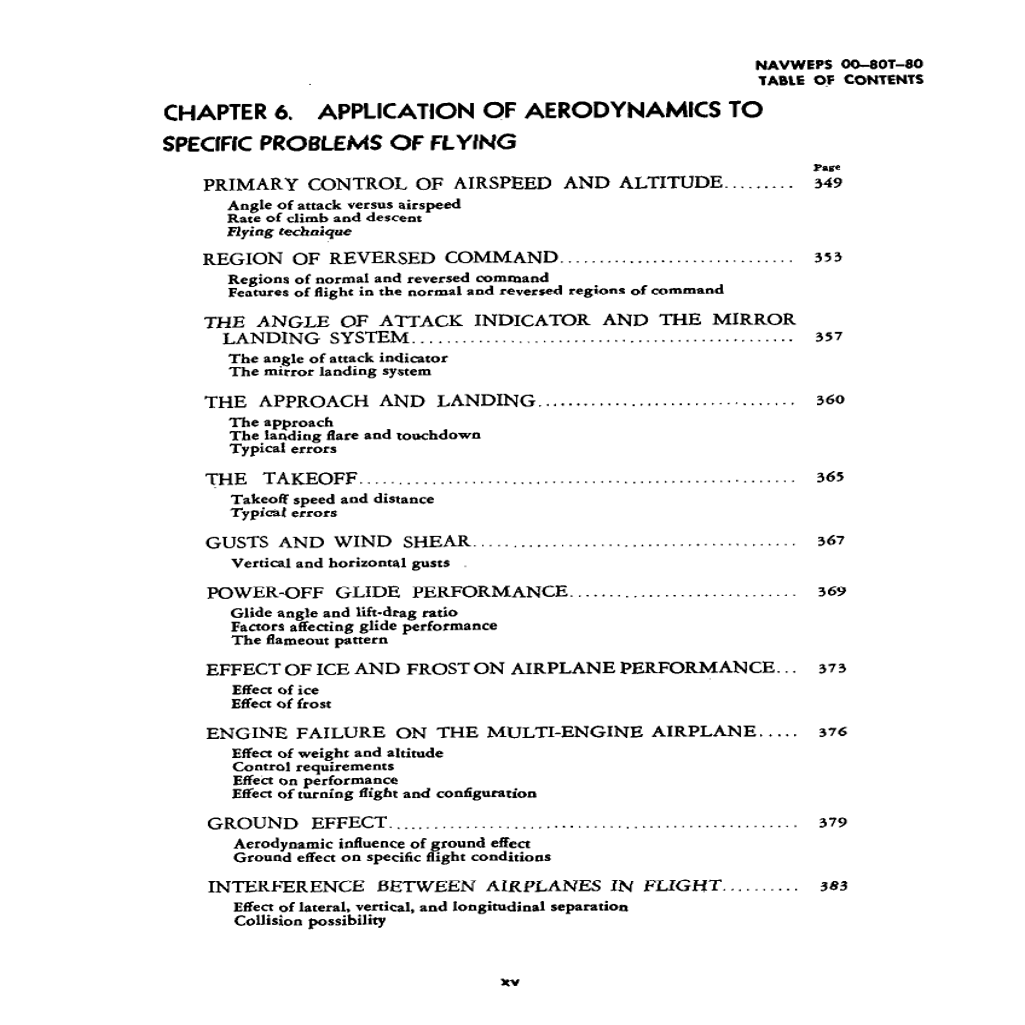 NAVWEPS 00–80T–80
TABLE OF CONTENTS
CHAPTER 6. APPLICATION OF AERODYNAMICS TO
SPECIFIC PROBLEMS OF FLYING
Page
PRIMARY CONTROL OF AIRSPEED AND ALTITUDE......... 349
Angle of attack versus airspeed
Rate of climb and descent
Flying technique
REGION OF REVERSED COMMAND.............................. 353
Regions of normal and reversed command
Features of flight in the normal and reversed regions of command
THE ANGLE OF ATTACK INDICATOR AND THE MIRROR
LANDING SYSTEM................................................ 357
The angle of attack indicator
The mirror landing system
THE APPROACH AND LANDING................................. 360
The approach
The landing flare and touchdown
Typical errors
THE TAKEOFF....................................................... 365
Takeoff speed and distance
Typical errors
GUSTS AND WIND SHEAR......................................... 367
Vertical and horizontal gusts
POWER-OFF GLIDE PERFORMANCE............................. 369
Glide angle and lift-drag ratio
Factors affecting glide performance
The flameout pattern
EFFECT OF ICE AND FROST ON AIRPLANE PERFORMANCE... 373
Effect of ice
Effect of frost
ENGINE FAILURE ON THE MULTI-ENGINE AIRPLANE..... 376
Effect of weight and altitude
Control requirements
Effect on performance
Effect of turning flight and configuration
GROUND EFFECT.................................................... 379
Aerodynamic influence of ground effect
Ground effect on specific flight conditions
INTERFERENCE BETWEEN AIRPLANES IN FLIGHT.......... 383
Effect of lateral, vertical, and longitudinal separation
Collision possibility
xv